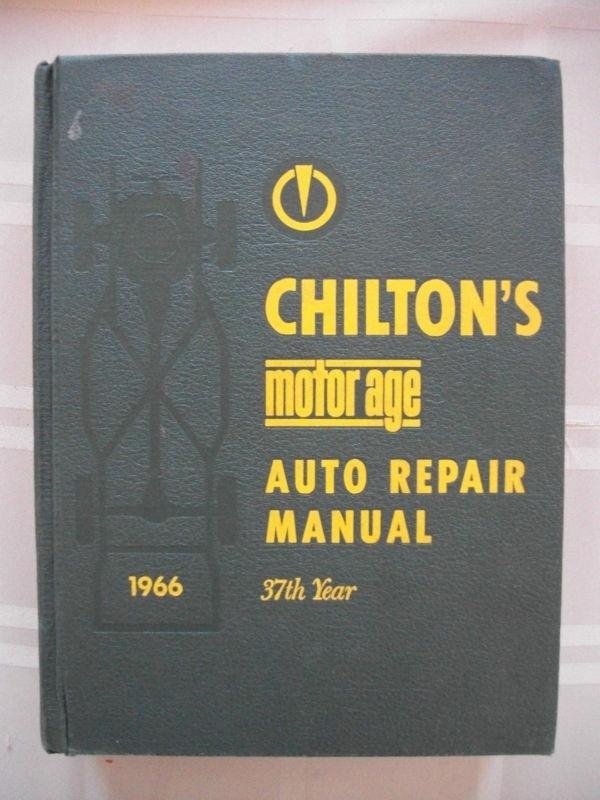 CHILTON'S
motor age
AUTO REPAIR
MANUAL
1966
37th Year